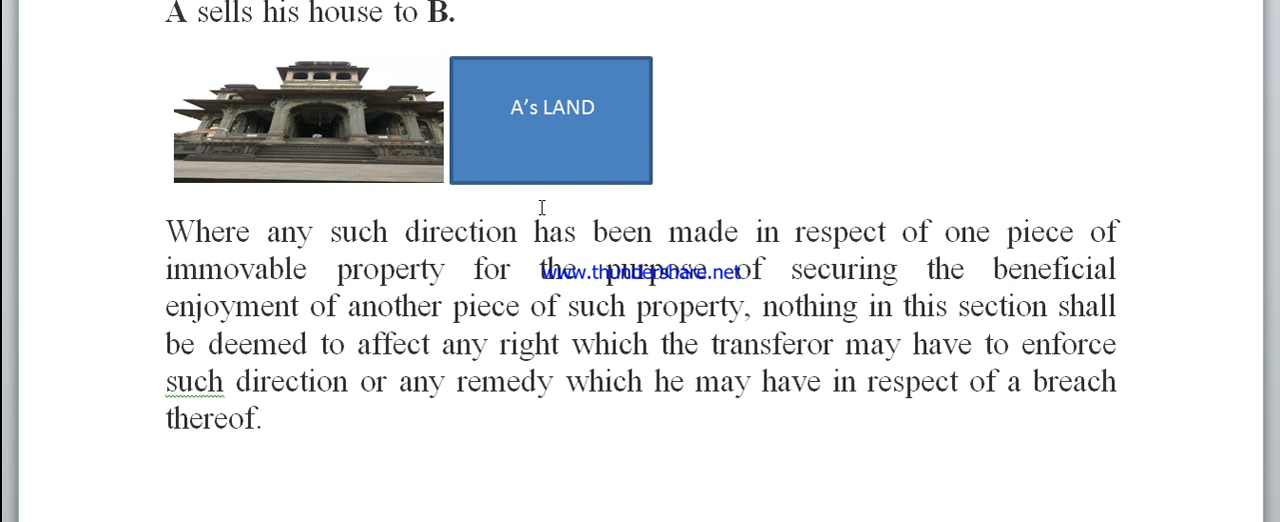 A sells his house to B.
A's LAND
Where any such direction has been made in respect of one piece of
immovable property for the purpose of securing the beneficial
www.thundershare.net
enjoyment of another piece of such property, nothing in this section shall
be deemed to affect any right which the transferor may have to enforce
such direction or any remedy which he may have in respect of a breach
thereof.